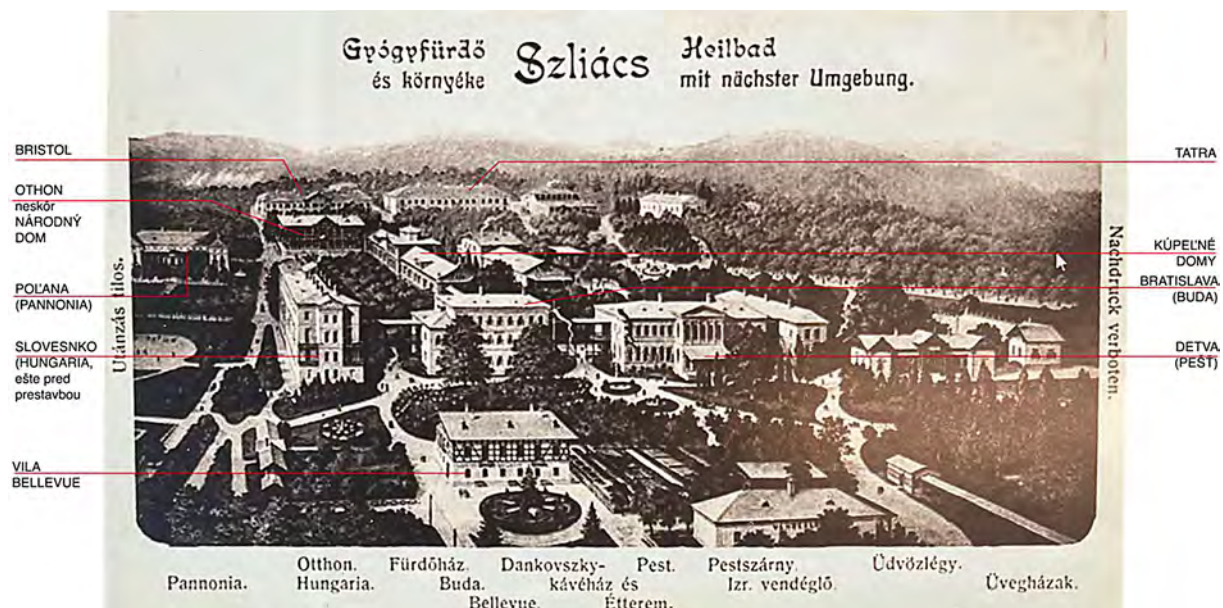 Gyógyfürdő
és környéke
Szliács
Heilbad
mit nächster Umgebung.
BRISTOL
OTHON
neskôr
NÁRODNÝ
DOM
POĽANA
(PANNONIA)
SLOVESNKO
(HUNGARIA,
ešte pred
prestavbou
VILA
BELLEVUE
Utánzás tilos.
TATRA
KÚPEĽNÉ
DOMY
BRATISLAVA
(BUDA)
DETVA
(PEŠT)
Nachdruck verboten.
Otthon. Fürdőház. Dankovszky- Pest. Pestszárny. Üdvözlégy.
Pannonia. Hungaria. Buda. kávéház és Izr. vendéglő. Üvegházak.
Bellevue. Étterem.